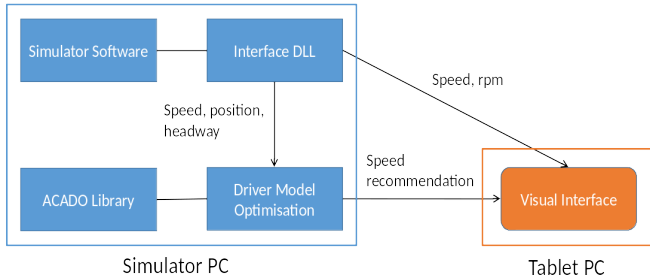 Simulator Software
Interface DLL
Speed, rpm
Speed, position,
headway
Speed
recommendation
ACADO Library
Driver Model
Optimisation
Visual Interface
Simulator PC
Tablet PC